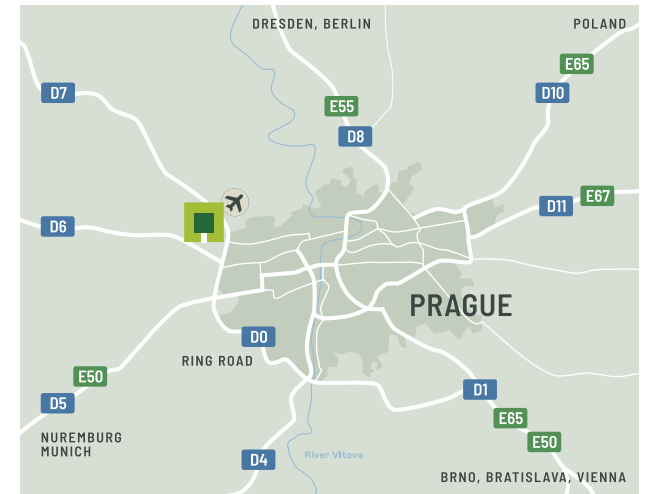 DRESDEN, BERLIN
POLAND
E65
D7
D10
E55
D8
E67
D11
D6
PRAGUE
D0
RING ROAD
E50
D1
D5
E65
NUREMBURG
MUNICH
E50
River Vltava
D4
BRNO, BRATISLAVA, VIENNA